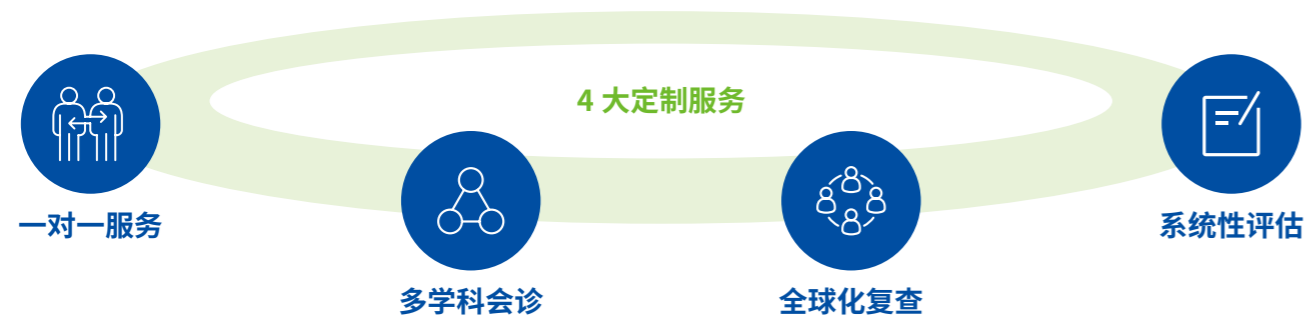 4 大定制服务
一对一服务
多学科会诊
全球化复查
系统性评估